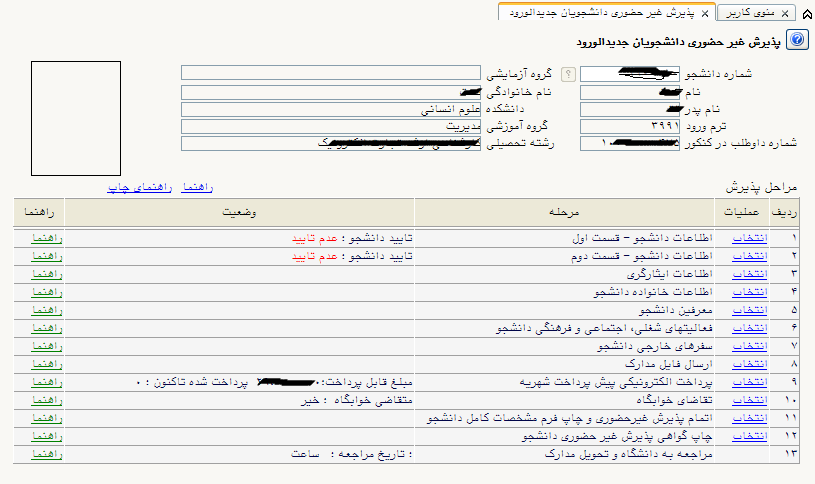 منوی کاربر
پذیرش غیر حضوری دانشجویان جدیدالورود
پذیرش غیر حضوری دانشجویان جدیدالورود
شماره دانشجو گروه آزمایشی
نام نام خانوادگی
نام پدر دانشکده علوم انسانی
ترم ورود ۳۹۹۱ گروه آموزشی مدیریت
شماره داوطلب در کنکور رشته تحصیلی
مراحل پذیرش راهنما راهنمای چاپ
ردیف عملیات مرحله وضعیت راهنما
۱ انتخاب اطلاعات دانشجو - قسمت اول تایید دانشجو : عدم تایید راهنما
۲ انتخاب اطلاعات دانشجو - قسمت دوم تایید دانشجو : عدم تایید راهنما
۳ انتخاب اطلاعات ایثارگری راهنما
۴ انتخاب اطلاعات خانواده دانشجو راهنما
۵ انتخاب معرفین دانشجو راهنما
۶ انتخاب فعالیتهای شغلی، اجتماعی و فرهنگی دانشجو راهنما
۷ انتخاب سفرهای خارجی دانشجو راهنما
۸ انتخاب ارسال فایل مدارک راهنما
۹ انتخاب پرداخت الکترونیکی پیش پرداخت شهریه مبلغ قابل پرداخت: پرداخت شده تاکنون : ۰ راهنما
۱۰ انتخاب تقاضای خوابگاه متقاضی خوابگاه : خیر راهنما
۱۱ انتخاب اتمام پذیرش غیرحضوری و چاپ فرم مشخصات کامل دانشجو راهنما
۱۲ انتخاب چاپ گواهی پذیرش غیر حضوری دانشجو راهنما
۱۳ انتخاب مراجعه به دانشگاه و تحویل مدارک : تاریخ مراجعه : ساعت راهنما